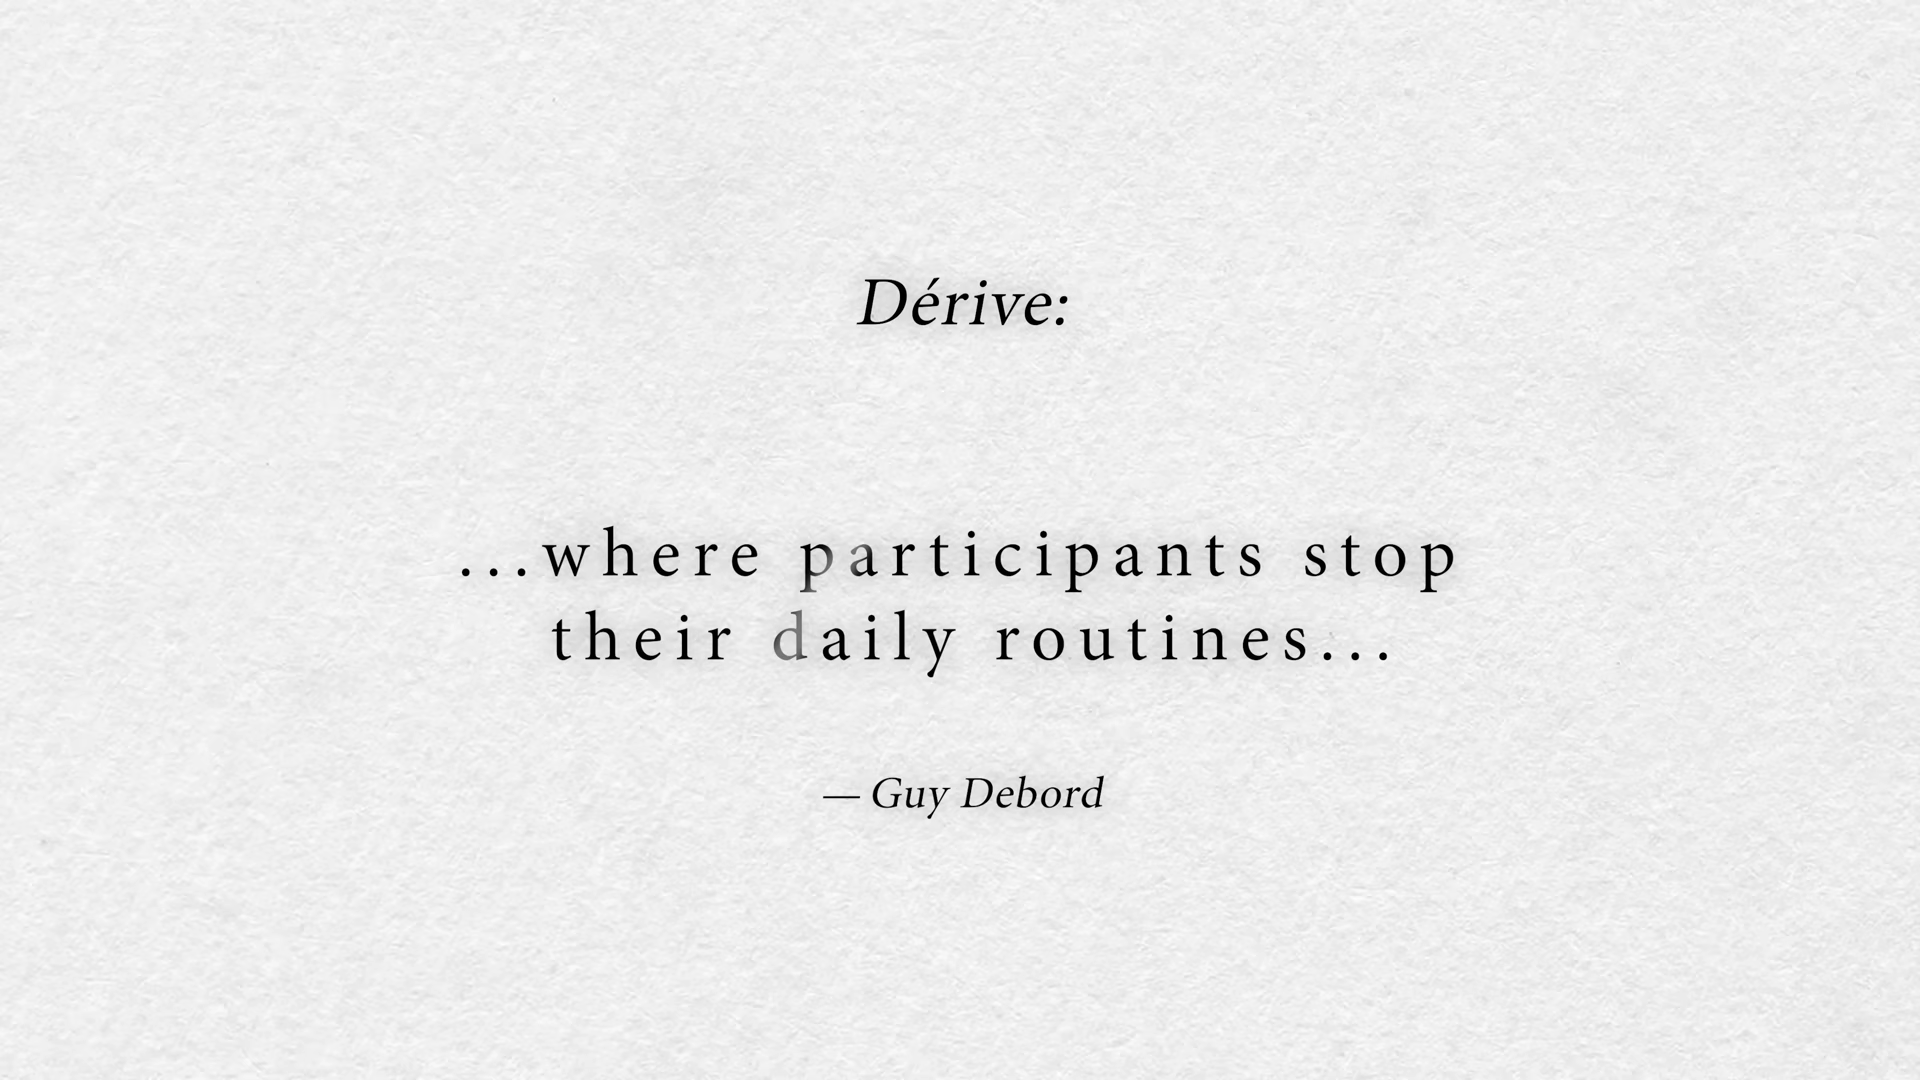 Dérive:
...where participants stop
their daily routines...
— Guy Debord